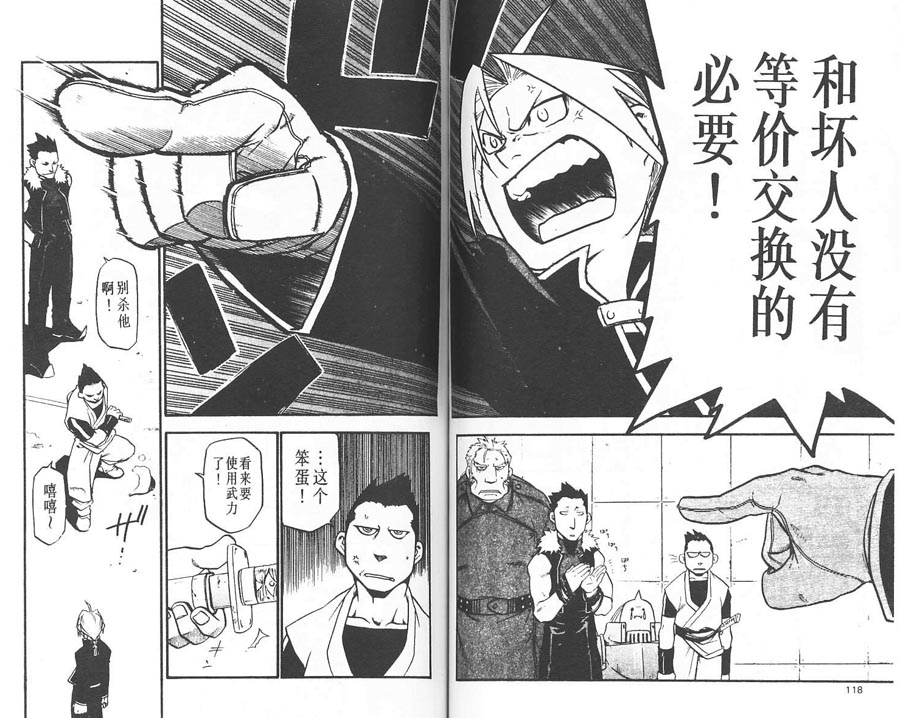 和坏人没有
等价交换的
必要！
…这个
笨蛋！
看来要
使用武力
了！
别杀他
啊！
嘻
嘻～
118